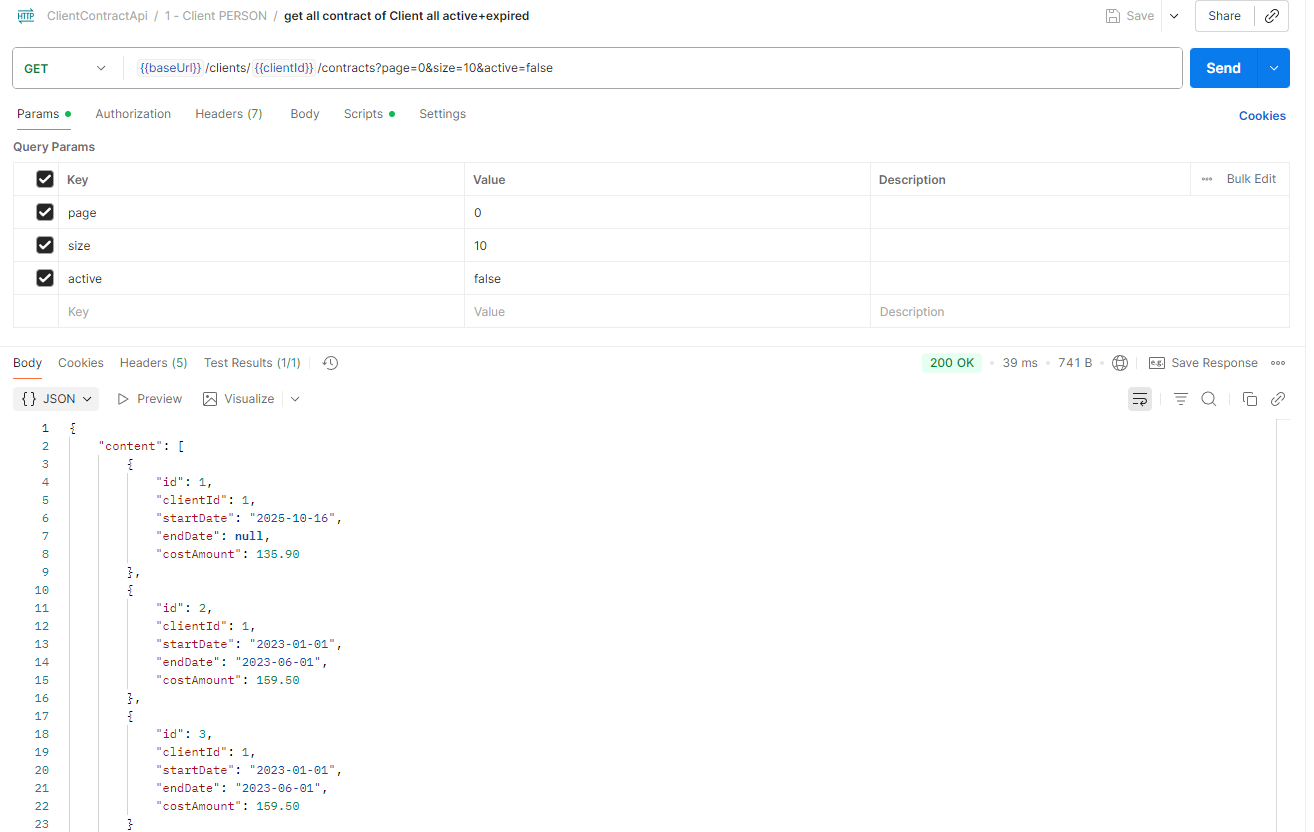 HTTP ClientContractApi / 1 - Client PERSON / get all contract of Client all active+expired Save Share
GET {{baseUrl}}/clients/{{clientId}}/contracts?page=0&size=10&active=false Send
Params Authorization Headers (7) Body Scripts Settings Cookies
Query Params
Key Value Description Bulk Edit
page 0
size 10
active false
Key Value Description
Body Cookies Headers (5) Test Results (1/1) 200 OK 39 ms 741 B e.g. Save Response
{} JSON Preview Visualize
1 {
2 "content": [
3 {
4 "id": 1,
5 "clientId": 1,
6 "startDate": "2025-10-16",
7 "endDate": null,
8 "costAmount": 135.90
9 },
10 {
11 "id": 2,
12 "clientId": 1,
13 "startDate": "2023-01-01",
14 "endDate": "2023-06-01",
15 "costAmount": 159.50
16 },
17 {
18 "id": 3,
19 "clientId": 1,
20 "startDate": "2023-01-01",
21 "endDate": "2023-06-01",
22 "costAmount": 159.50
23 }